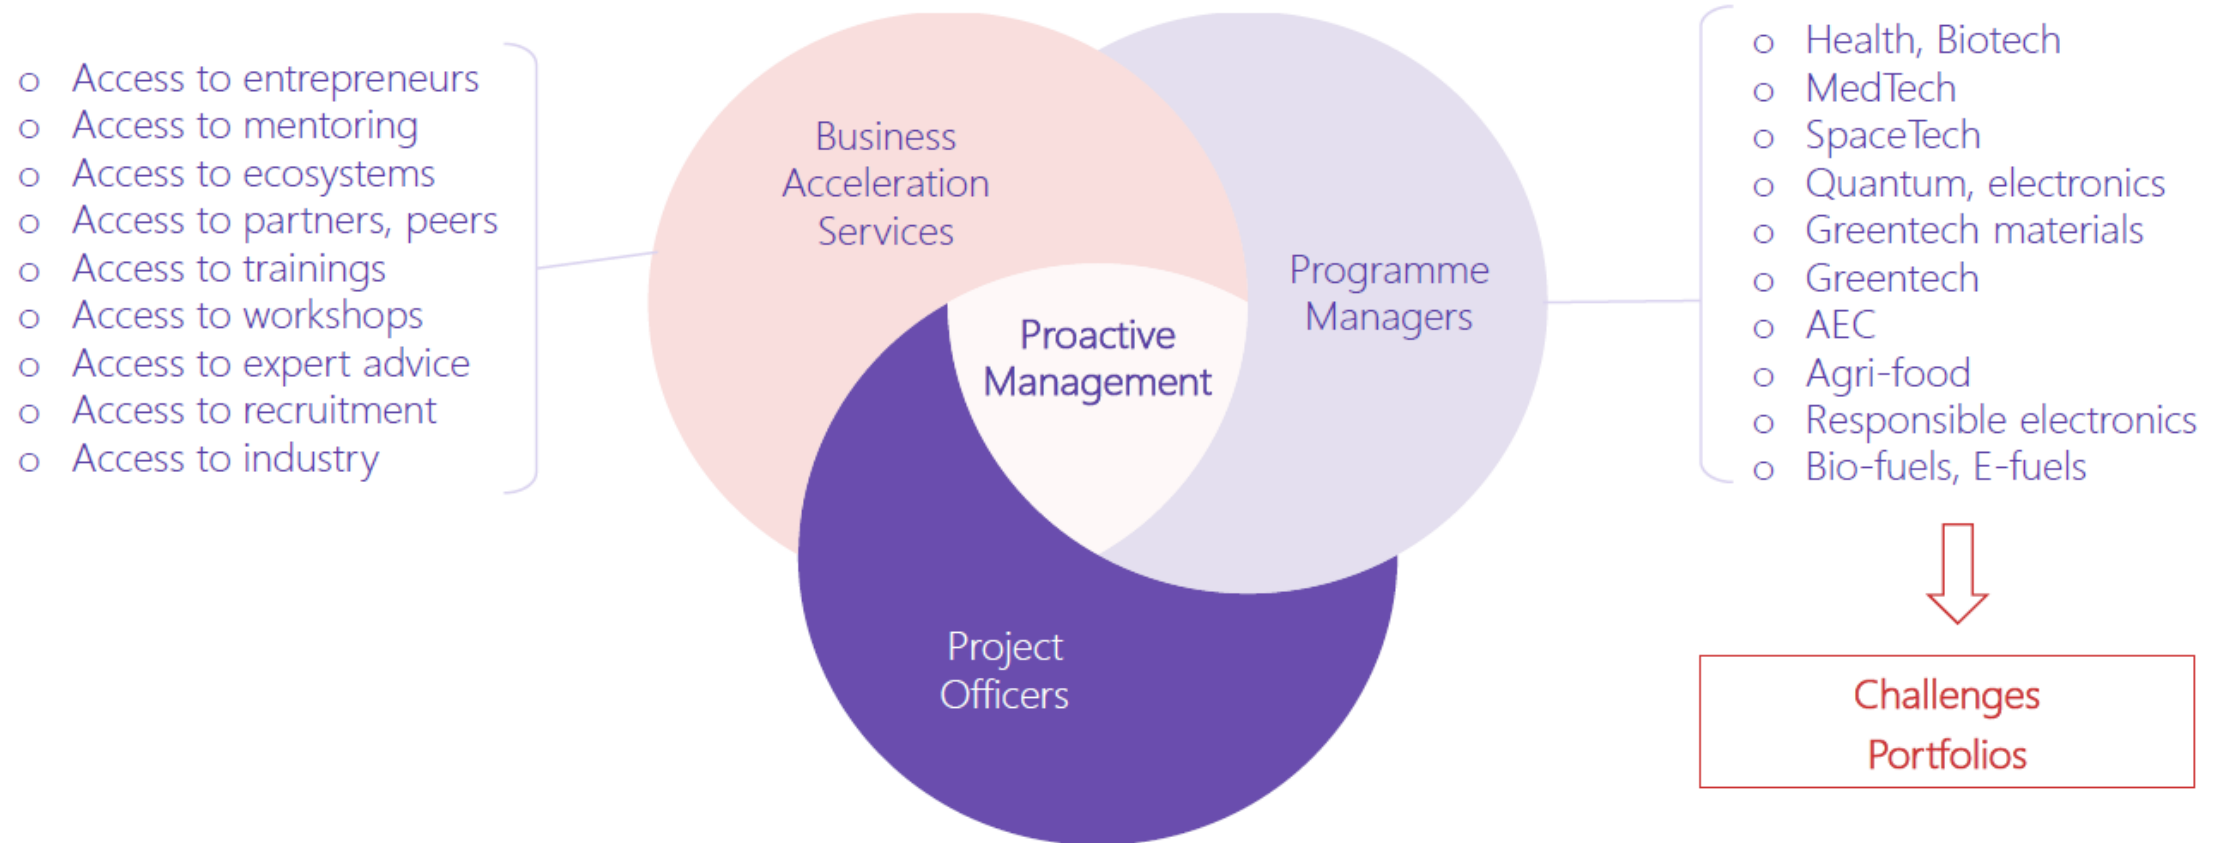 o Access to entrepreneurs
o Access to mentoring
o Access to ecosystems
o Access to partners, peers
o Access to trainings
o Access to workshops
o Access to expert advice
o Access to recruitment
o Access to industry
Business
Acceleration
Services
Programme
Managers
Proactive
Management
Project
Officers
o Health, Biotech
o MedTech
o SpaceTech
o Quantum, electronics
o Greentech materials
o Greentech
o AEC
o Agri-food
o Responsible electronics
o Bio-fuels, E-fuels
Challenges
Portfolios